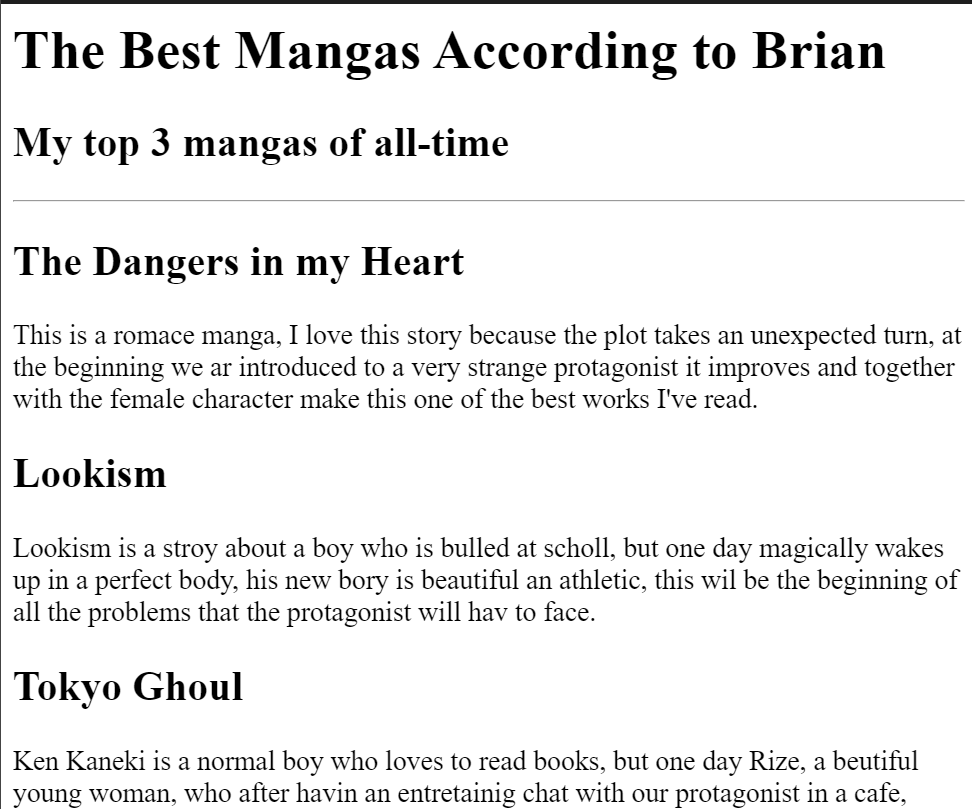 The Best Mangas According to Brian
My top 3 mangas of all-time
The Dangers in my Heart
This is a romace manga, I love this story because the plot takes an unexpected turn, at
the beginning we ar introduced to a very strange protagonist it improves and together
with the female character make this one of the best works I've read.
Lookism
Lookism is a stroy about a boy who is bulled at scholl, but one day magically wakes
up in a perfect body, his new bory is beautiful an athletic, this wil be the beginning of
all the problems that the protagonist will hav to face.
Tokyo Ghoul
Ken Kaneki is a normal boy who loves to read books, but one day Rize, a beutiful
young woman, who after havin an entretainig chat with our protagonist in a cafe,